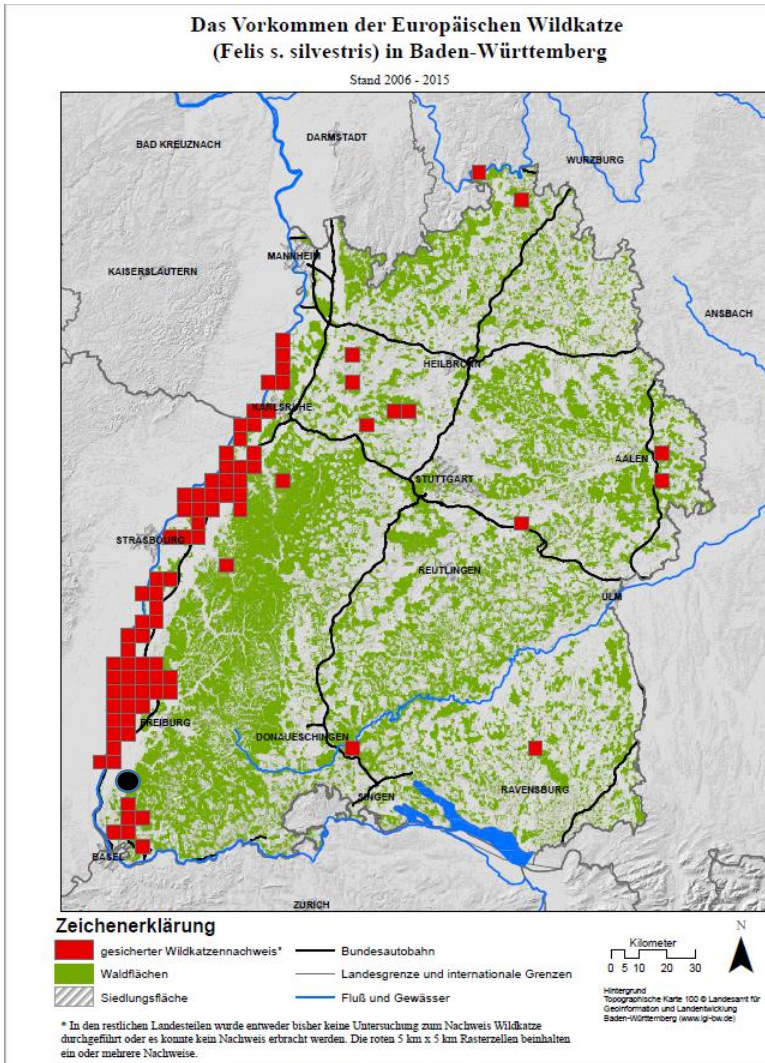 Das Vorkommen der Europäischen Wildkatze
(Felis s. silvestris) in Baden-Württemberg
Stand 2006 - 2015
DARMSTADT
BAD KREUZNACH
WÜRZBURG
MANNHEIM
KAISERSLAUTERN
ANSBACH
HEILBRONN
KARLSRUHE
AALEN
STUTTGART
STRASBOURG
REUTLINGEN
ULM
FREIBURG
DONAUESCHINGEN
SINGEN
RAVENSBURG
BASEL
ZÜRICH
Zeichenerklärung
gesicherter Wildkatzennachweis*
Waldflächen
Siedlungsfläche
Bundesautobahn
Landesgrenze und internationale Grenzen
Fluß und Gewässer
Kilometer
0 5 10 20 30
N
Hintergrund
Topographische Karte 100 © Landesamt für
Geoinformation und Landentwicklung
Baden-Württemberg (www.lgl-bw.de)
* In den restlichen Landesteilen wurde entweder bisher keine Untersuchung zum Nachweis Wildkatze
durchgeführt oder es konnte kein Nachweis erbracht werden. Die roten 5 km x 5 km Rasterzellen beinhalten
ein oder mehrere Nachweise.